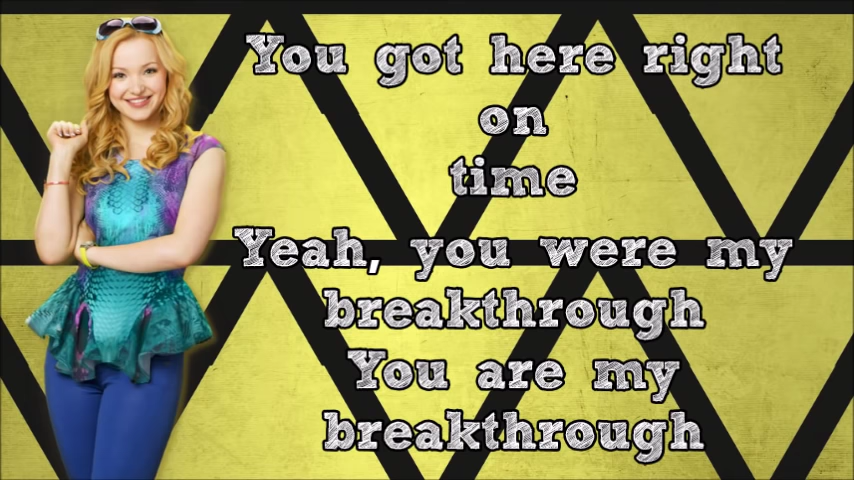 You got here right
on
time
Yeah, you were my
breakthrough
You are my
breakthrough